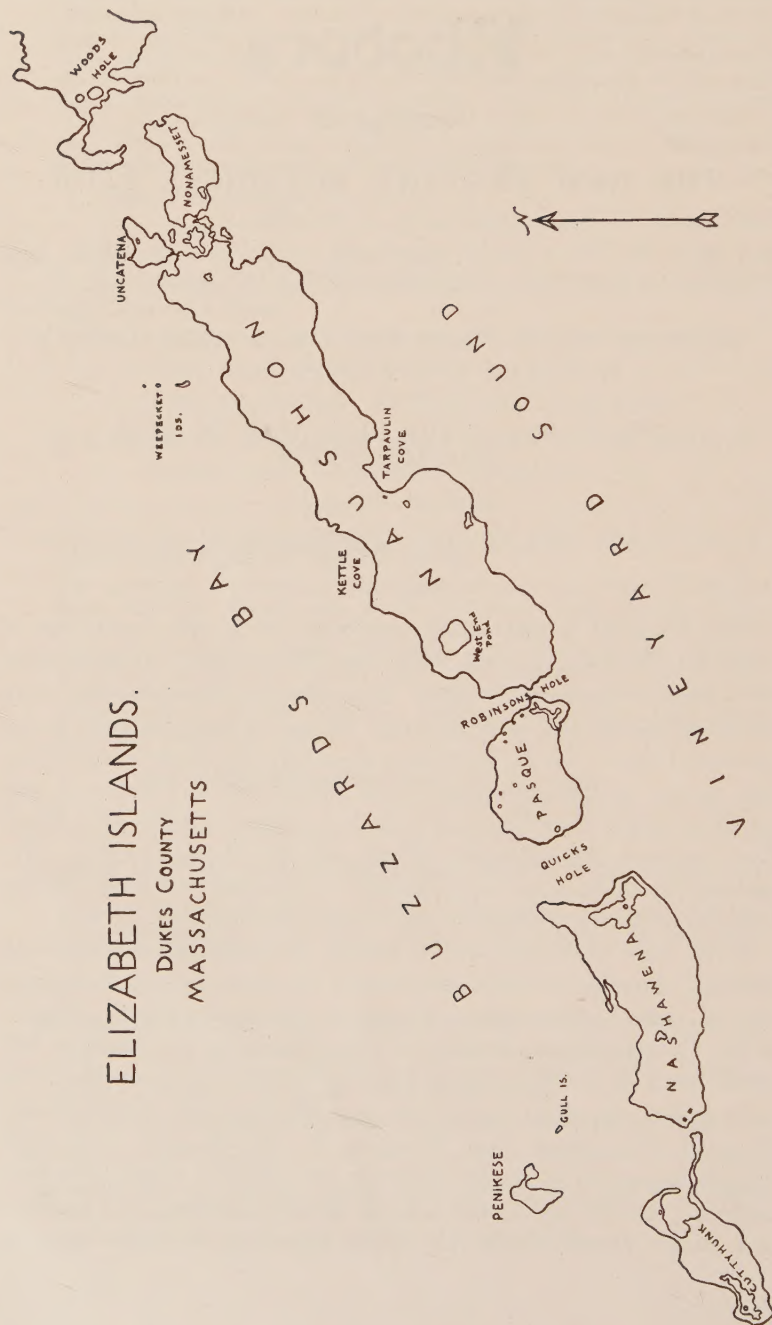 ELIZABETH ISLANDS.
DUKES COUNTY
MASSACHUSETTS
WOODS
HOLE
NONAMESSET
UNCATENA
WEEPECKET
IDS.
NAUSHON
TARPAULIN
COVE
KETTLE
COVE
West End
Pond
BUZZARDS BAY
VINEYARD SOUND
ROBINSONS HOLE
PASQUE
QUICKS
HOLE
NASHAWENA
GULL IS.
PENIKESE
CUTTYHUNK